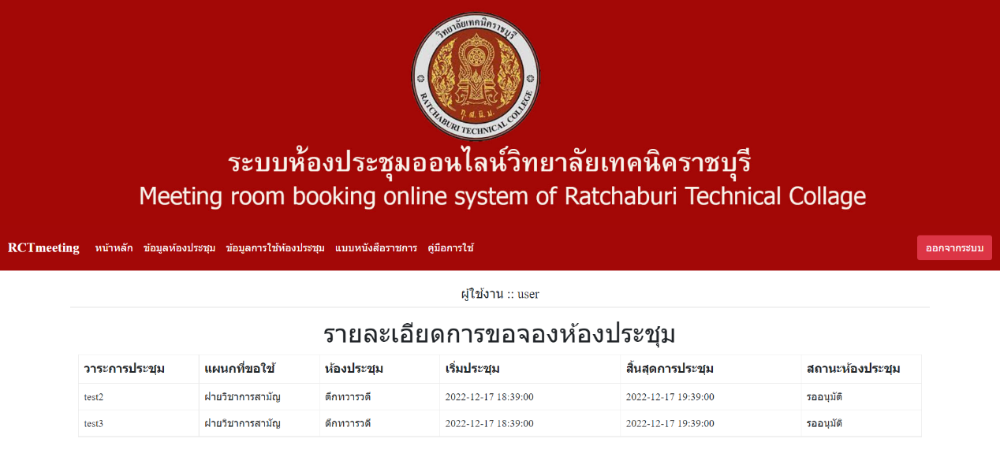 วิทยาลัยเทคนิคราชบุรี
ทุ. ส. นิ. ม.
RATCHABURI TECHNICAL COLLEGE
ระบบห้องประชุมออนไลน์วิทยาลัยเทคนิคราชบุรี
Meeting room booking online system of Ratchaburi Technical Collage
RCTmeeting หน้าหลัก ข้อมูลห้องประชุม ข้อมูลการใช้ห้องประชุม แบบหนังสือราชการ คู่มือการใช้ ออกจากระบบ
ผู้ใช้งาน :: user
รายละเอียดการขอจองห้องประชุม
วาระการประชุม แผนกที่ขอใช้ ห้องประชุม เริ่มประชุม สิ้นสุดการประชุม สถานะห้องประชุม
test2 ฝ่ายวิชาการสามัญ ตึกทวารวดี 2022-12-17 18:39:00 2022-12-17 19:39:00 รออนุมัติ
test3 ฝ่ายวิชาการสามัญ ตึกทวารวดี 2022-12-17 18:39:00 2022-12-17 19:39:00 รออนุมัติ